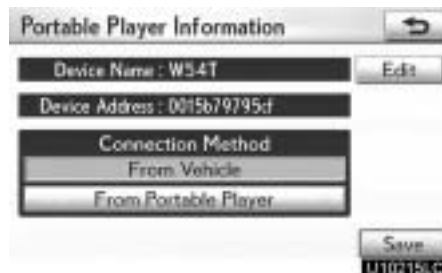 Portable Player Information
Device Name : W54T
Edit
Device Address : 0015b79795cf
Connection Method
From Vehicle
From Portable Player
Save